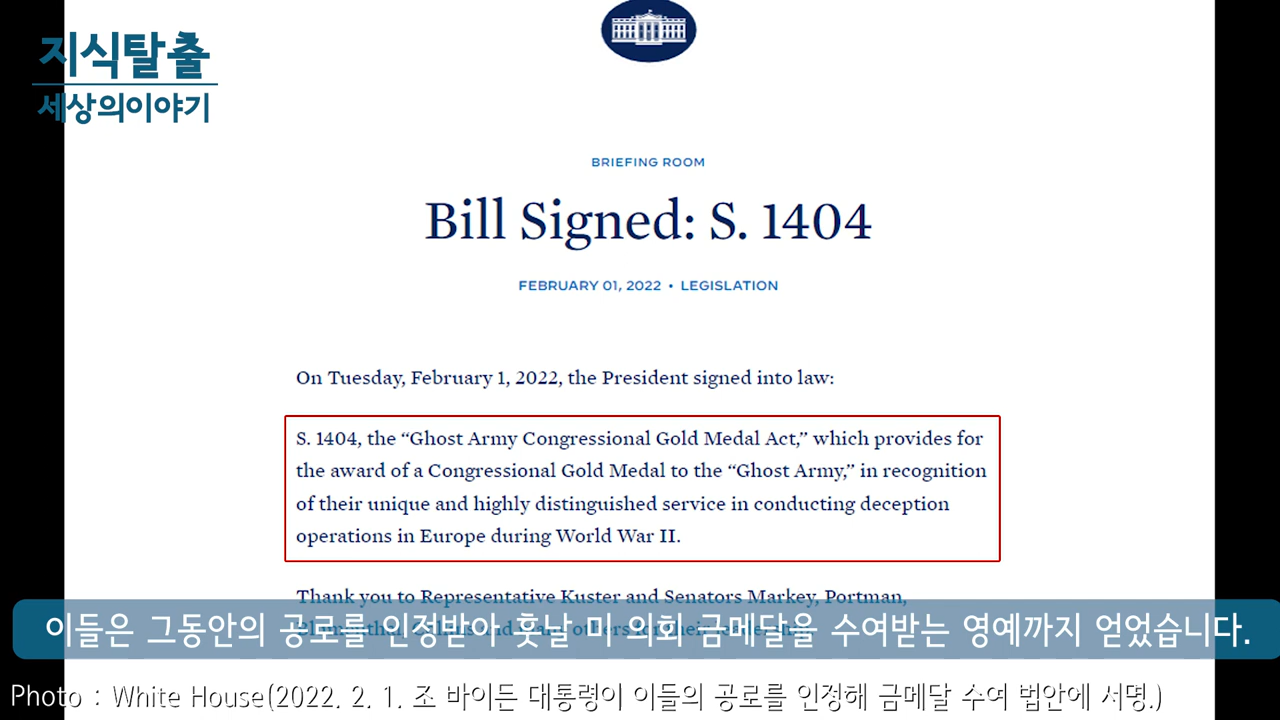 지식탈출
세상의이야기
BRIEFING ROOM
Bill Signed: S. 1404
FEBRUARY 01, 2022 • LEGISLATION
On Tuesday, February 1, 2022, the President signed into law:
S. 1404, the “Ghost Army Congressional Gold Medal Act,” which provides for
the award of a Congressional Gold Medal to the “Ghost Army,” in recognition
of their unique and highly distinguished service in conducting deception
operations in Europe during World War II.
Thank you to Representative Kuster and Senators Markey, Portman,
이들은 그동안의 공로를 인정받아 훗날 미 의회 금메달을 수여받는 영예까지 얻었습니다.
Photo : White House(2022. 2. 1. 조 바이든 대통령이 이들의 공로를 인정해 금메달 수여 법안에 서명.)